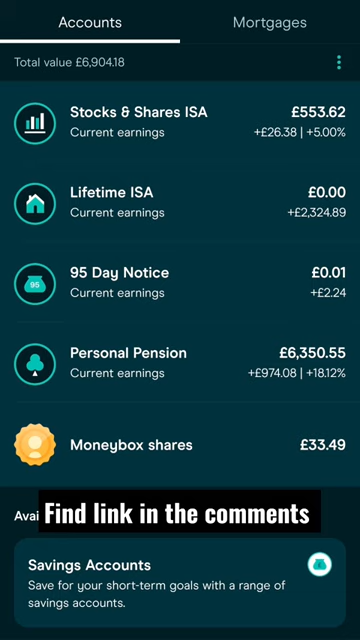 Accounts
Mortgages
Total value £6,904.18
Stocks & Shares ISA £553.62
Current earnings +£26.38 | +5.00%
Lifetime ISA £0.00
Current earnings +£2,324.89
95
95 Day Notice £0.01
Current earnings +£2.24
Personal Pension £6,350.55
Current earnings +£974.08 | +18.12%
Moneybox shares £33.49
Find link in the comments
Savings Accounts
Save for your short-term goals with a range of
savings accounts.